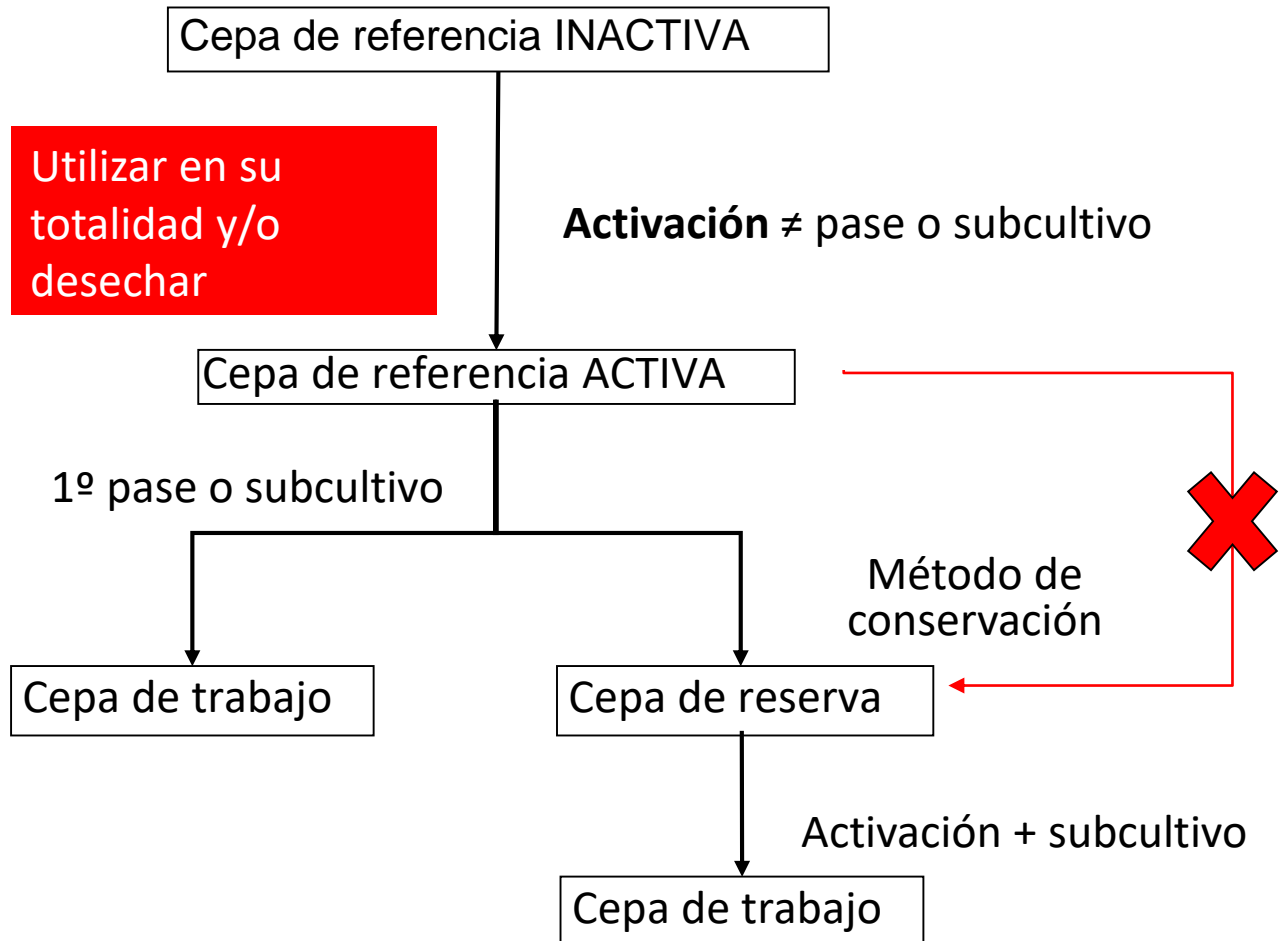 Cepa de referencia INACTIVA
Utilizar en su
totalidad y/o
desechar
Activación ≠ pase o subcultivo
Cepa de referencia ACTIVA
1º pase o subcultivo
Método de
conservación
Cepa de trabajo
Cepa de reserva
Activación + subcultivo
Cepa de trabajo